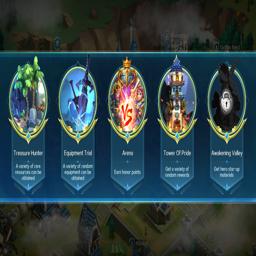 Treasure Hunter
A variety of rare
resources can be
obtained
Equipment Trial
A variety of random
equipment can be
obtained
Arena
Earn honor points
VS
Tower Of Pride
Get a variety of
random rewards
Awakening Valley
Get hero star-up
materials